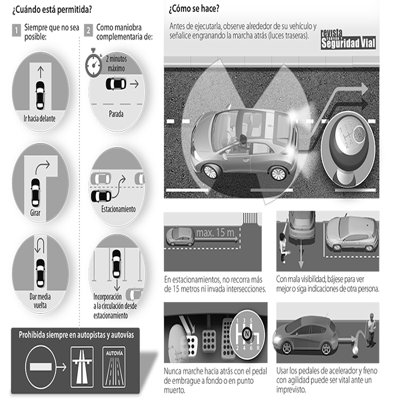 ¿Cuándo está permitida?
1 Siempre que no sea
posible:
2 Como maniobra
complementaria de:
Ir hacia delante
2 minutos
máximo
Parada
Girar
Estacionamiento
Dar media
vuelta
Incorporación
a la circulación desde
estacionamiento
Prohibida siempre en autopistas y autovías
AUTOVÍA
¿Cómo se hace?
Antes de ejecutarla, observe alrededor de su vehículo y
señalice engranando la marcha atrás (luces traseras).
revista
Seguridad Vial
max. 15 m
En estacionamientos, no recorra más
de 15 metros ni invada intersecciones.
Con mala visibilidad, bájese para ver
mejor o siga indicaciones de otra persona.
N
Nunca marche hacia atrás con el pedal
de embrague a fondo o en punto
muerto.
Usar los pedales de acelerador y freno
con agilidad puede ser vital ante un
imprevisto.